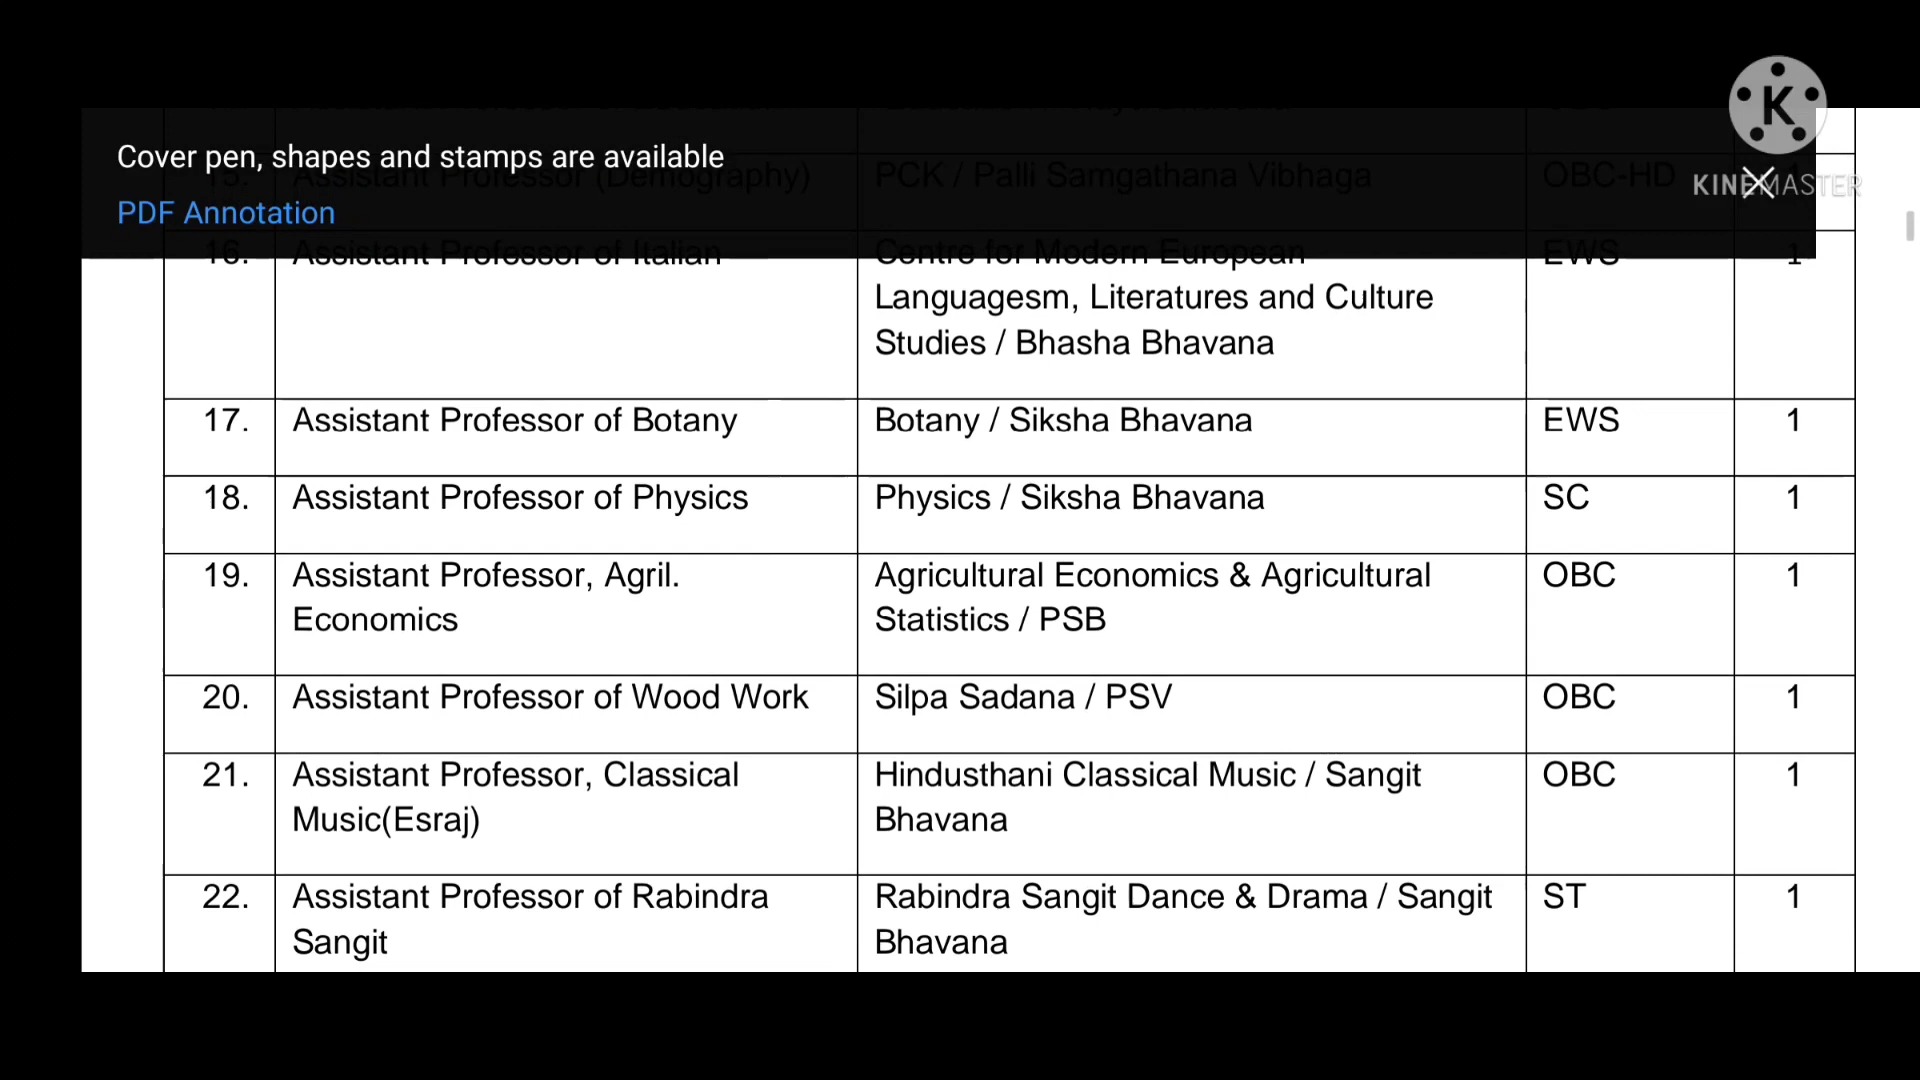 Cover pen, shapes and stamps are available
PDF Annotation
K
KINEMASTER
15. Assistant Professor (Demography) PCK / Palli Samgathana Vibhaga OBC-HD
16. Assistant Professor of Italian Centre for Modern European EWS 1
Languagesm, Literatures and Culture
Studies / Bhasha Bhavana
17. Assistant Professor of Botany Botany / Siksha Bhavana EWS 1
18. Assistant Professor of Physics Physics / Siksha Bhavana SC 1
19. Assistant Professor, Agril. Agricultural Economics & Agricultural OBC 1
Economics Statistics / PSB
20. Assistant Professor of Wood Work Silpa Sadana / PSV OBC 1
21. Assistant Professor, Classical Hindusthani Classical Music / Sangit OBC 1
Music(Esraj) Bhavana
22. Assistant Professor of Rabindra Rabindra Sangit Dance & Drama / Sangit ST 1
Sangit Bhavana